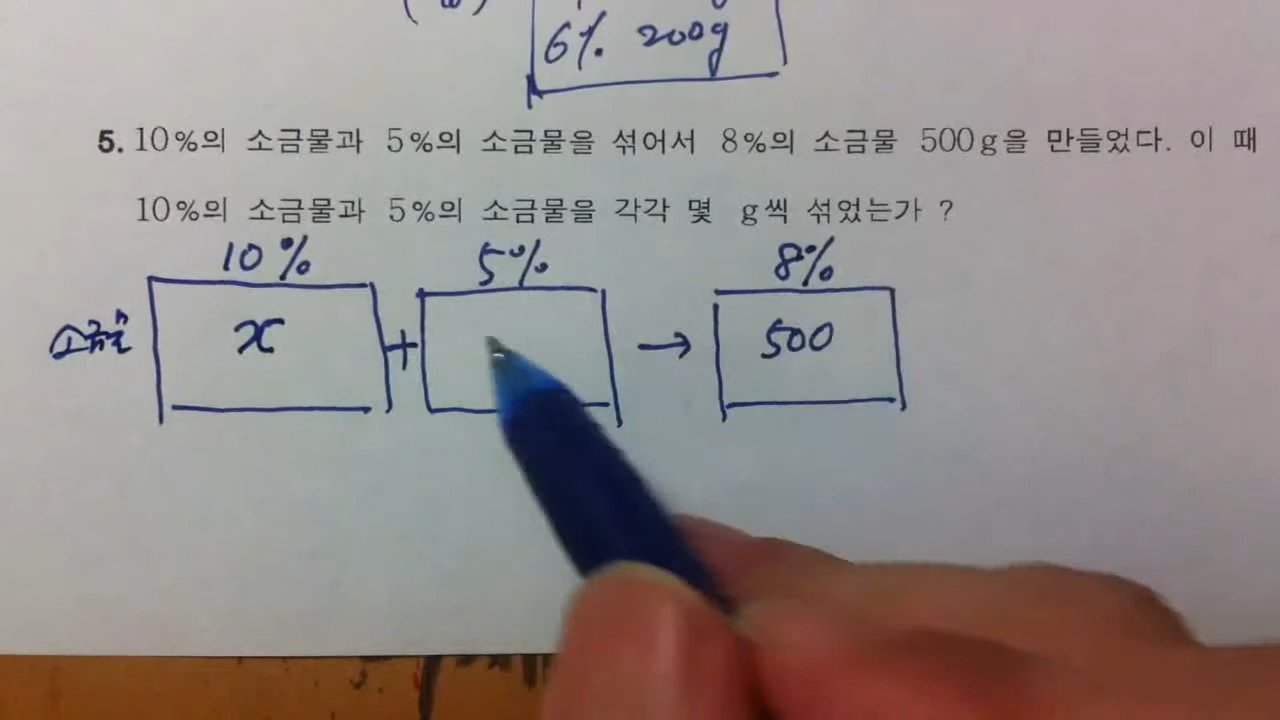 6% 200g
5. 10%의 소금물과 5%의 소금물을 섞어서 8%의 소금물 500g을 만들었다. 이 때
10%의 소금물과 5%의 소금물을 각각 몇 g씩 섞었는가 ?
10% 5% 8%
소금물 x + → 500